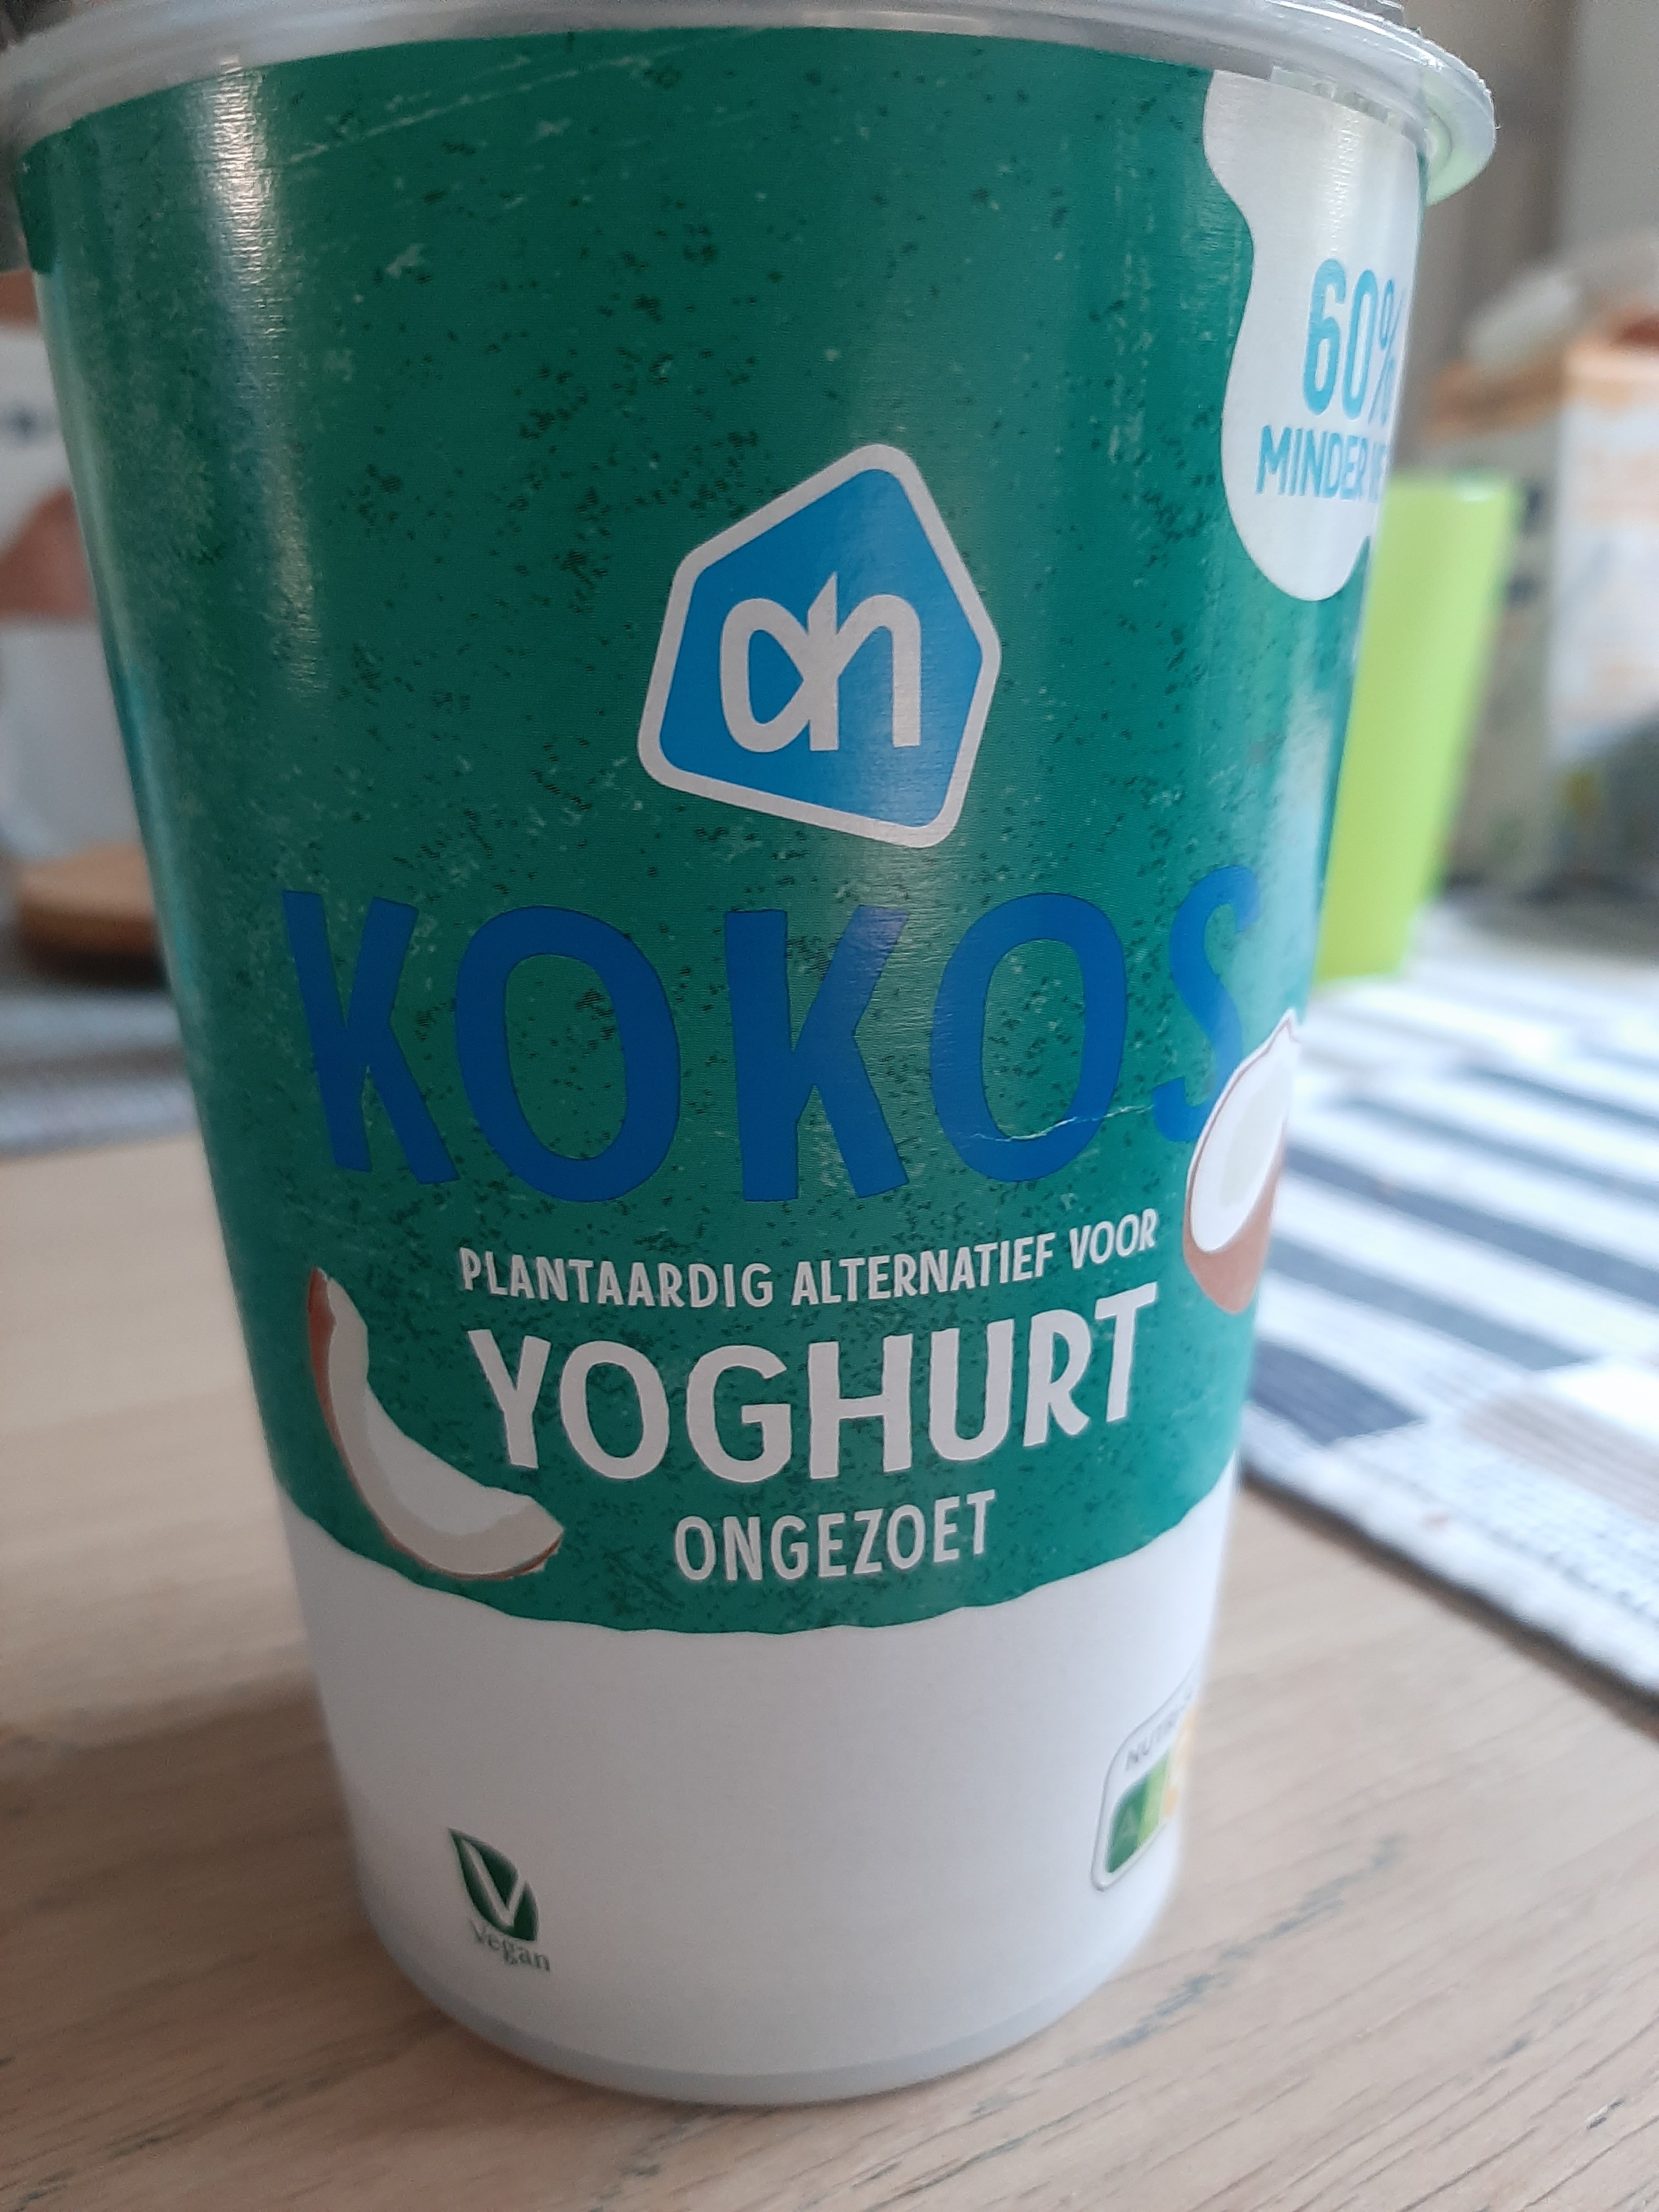 60%
MINDER
ah
KOKOS
PLANTAARDIG ALTERNATIEF VOOR
YOGHURT
ONGEZOET
Vegan